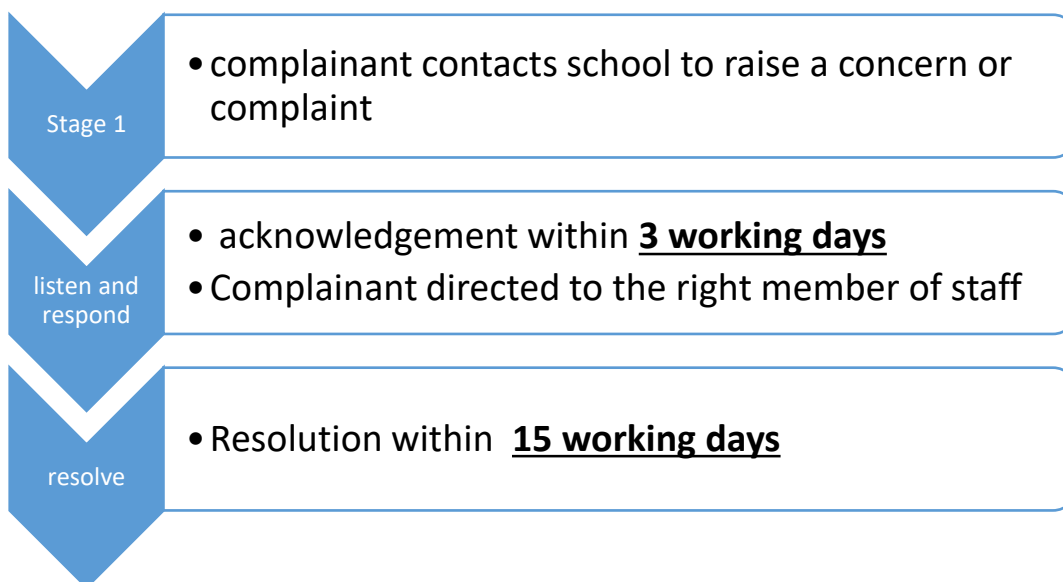 Stage 1
• complainant contacts school to raise a concern or
complaint
listen and
respond
• acknowledgement within 3 working days
• Complainant directed to the right member of staff
resolve
• Resolution within 15 working days